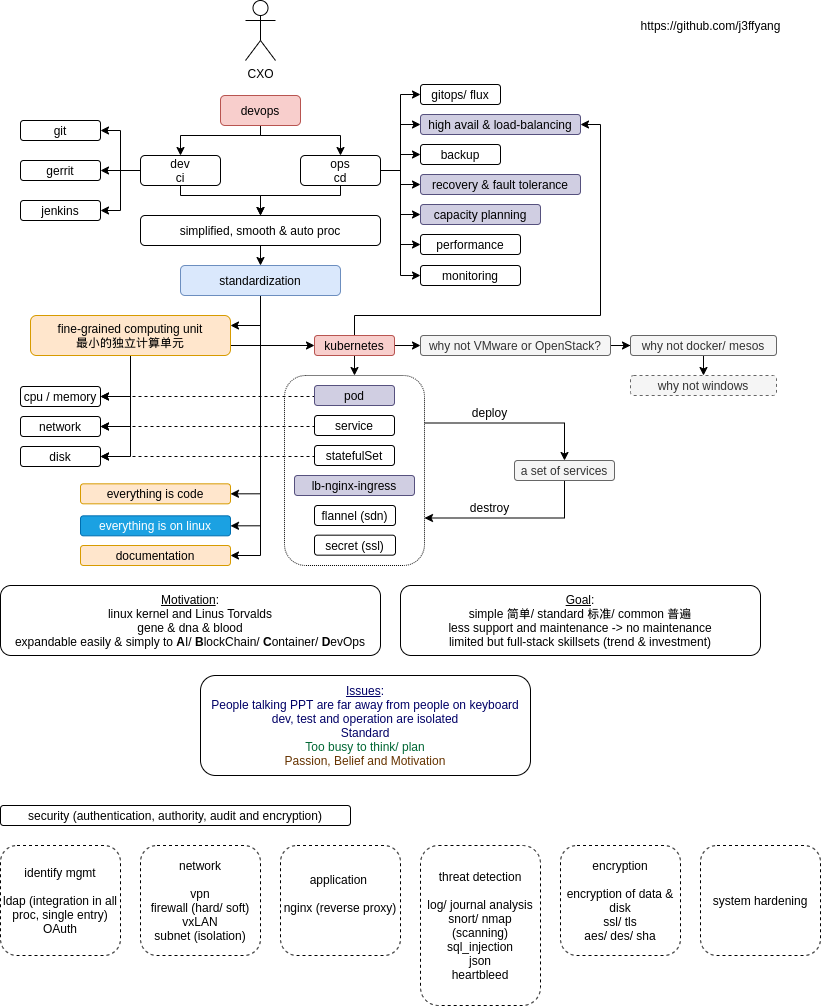 https://github.com/j3ffyang
CXO
devops
dev
ci
ops
cd
git
gerrit
jenkins
gitops/ flux
high avail & load-balancing
backup
recovery & fault tolerance
capacity planning
performance
monitoring
simplified, smooth & auto proc
standardization
fine-grained computing unit
最小的独立计算单元
kubernetes
why not VMware or OpenStack?
why not docker/ mesos
why not windows
cpu / memory
network
disk
pod
service
statefulSet
lb-nginx-ingress
flannel (sdn)
secret (ssl)
deploy
a set of services
destroy
everything is code
everything is on linux
documentation
Motivation:
linux kernel and Linus Torvalds
gene & dna & blood
expandable easily & simply to AI/ BlockChain/ Container/ DevOps
Goal:
simple 简单/ standard 标准/ common 普遍
less support and maintenance -> no maintenance
limited but full-stack skillsets (trend & investment)
Issues:
People talking PPT are far away from people on keyboard
dev, test and operation are isolated
Standard
Too busy to think/ plan
Passion, Belief and Motivation
security (authentication, authority, audit and encryption)
identify mgmt
ldap (integration in all
proc, single entry)
OAuth
network
vpn
firewall (hard/ soft)
vxLAN
subnet (isolation)
application
nginx (reverse proxy)
threat detection
log/ journal analysis
snort/ nmap
(scanning)
sql_injection
json
heartbleed
encryption
encryption of data &
disk
ssl/ tls
aes/ des/ sha
system hardening